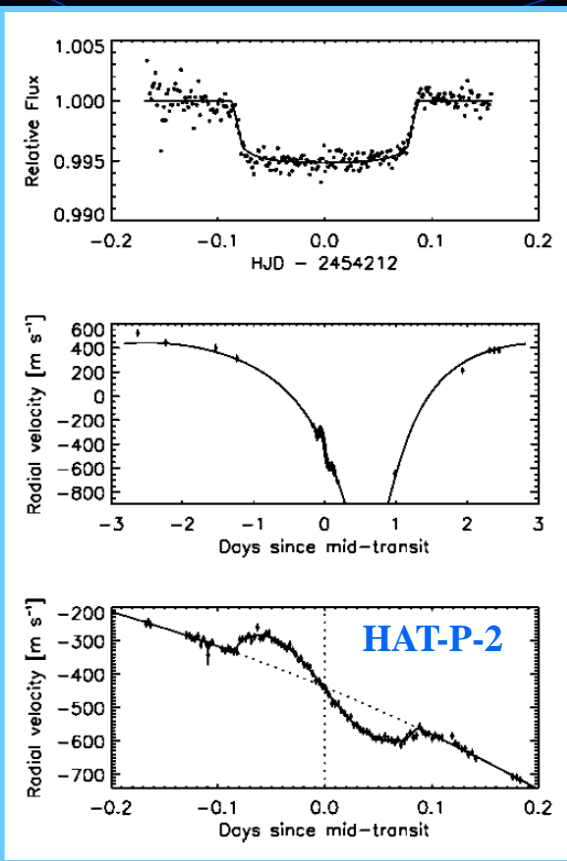 1.005
1.000
0.995
0.990
Relative Flux
-0.2 -0.1 0.0 0.1 0.2
HJD - 2454212
600
400
200
0
-200
-400
-600
-800
Radial velocity [m s⁻¹]
-3 -2 -1 0 1 2 3
Days since mid-transit
-200
-300
-400
-500
-600
-700
Radial velocity [m s⁻¹]
HAT-P-2
-0.2 -0.1 0.0 0.1 0.2
Days since mid-transit